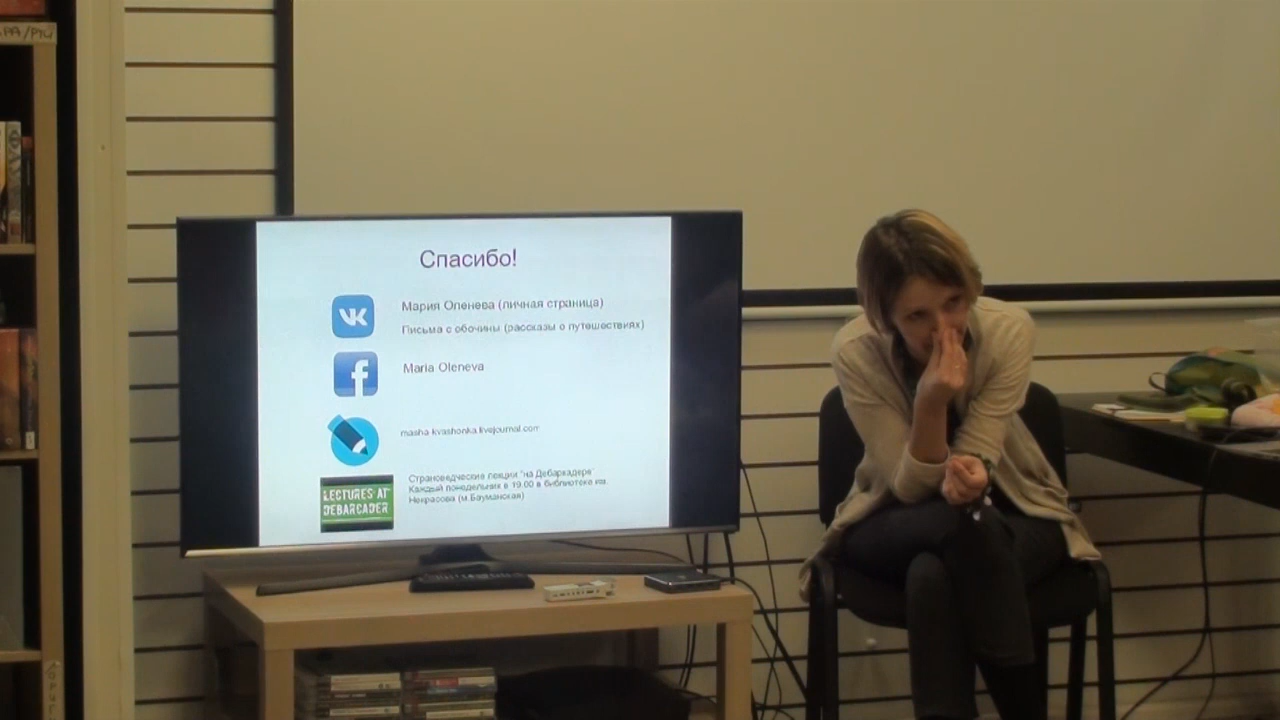 Спасибо!
Мария Оленева (личная страница)
Письма с обочины (рассказы о путешествиях)
Maria Oleneva
masha-kvashonka.livejournal.com
LECTURES AT
DEBARCADER
Страноведческие лекции "на Дебаркадере"
Каждый понедельник в 19.00 в библиотеке им.
Некрасова (м.Бауманская)